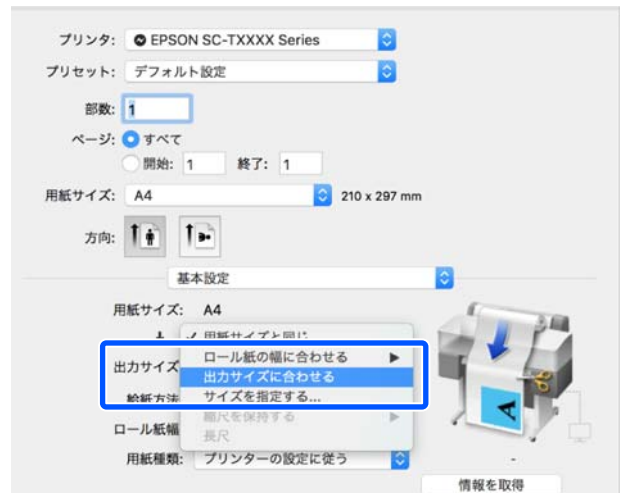 プリンタ: EPSON SC-TXXXX Series
プリセット: デフォルト設定
部数: 1
ページ: すべて
開始: 1 終了: 1
用紙サイズ: A4 210 x 297 mm
方向:
基本設定
用紙サイズ: A4
✓ 用紙サイズと同じ
出力サイズ
ロール紙の幅に合わせる ▶
出力サイズに合わせる
給紙方法
サイズを指定する...
縮尺を保持する ▶
ロール紙幅
長尺
用紙種類: プリンターの設定に従う
A
-
情報を取得